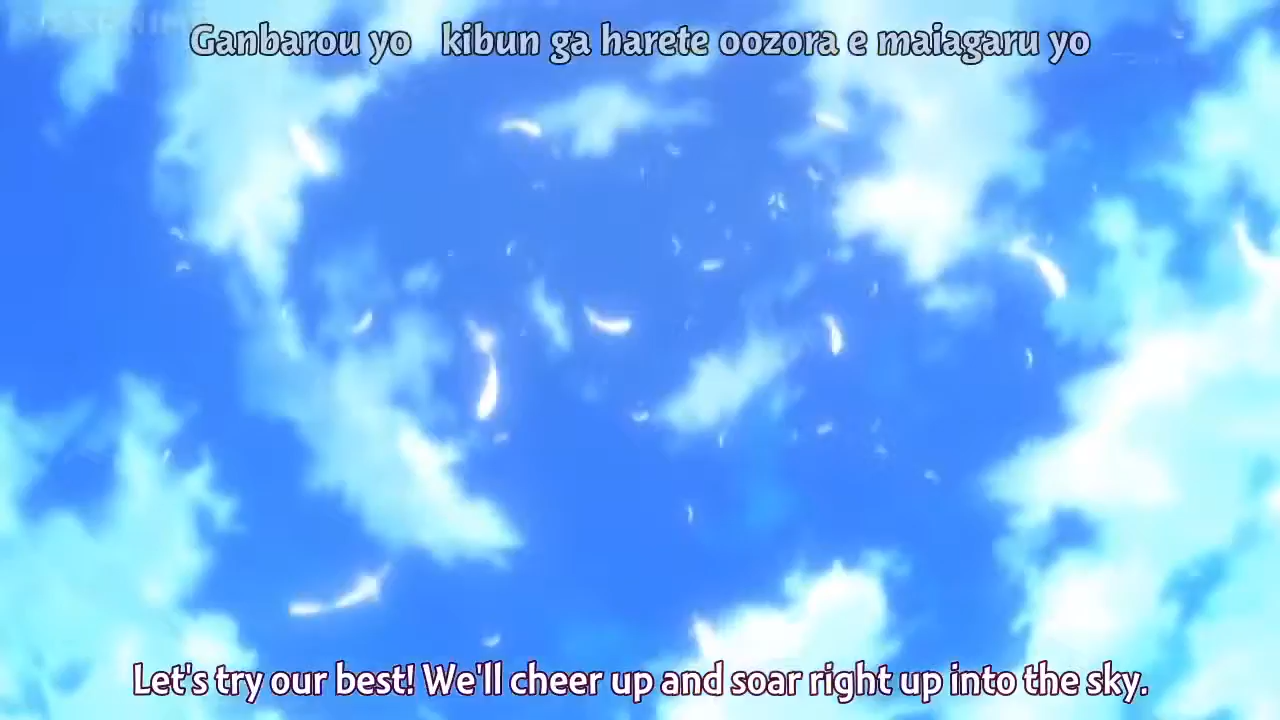 Ganbarou yo kibun ga harete oozora e maiagaru yo
Let's try our best! We'll cheer up and soar right up into the sky.